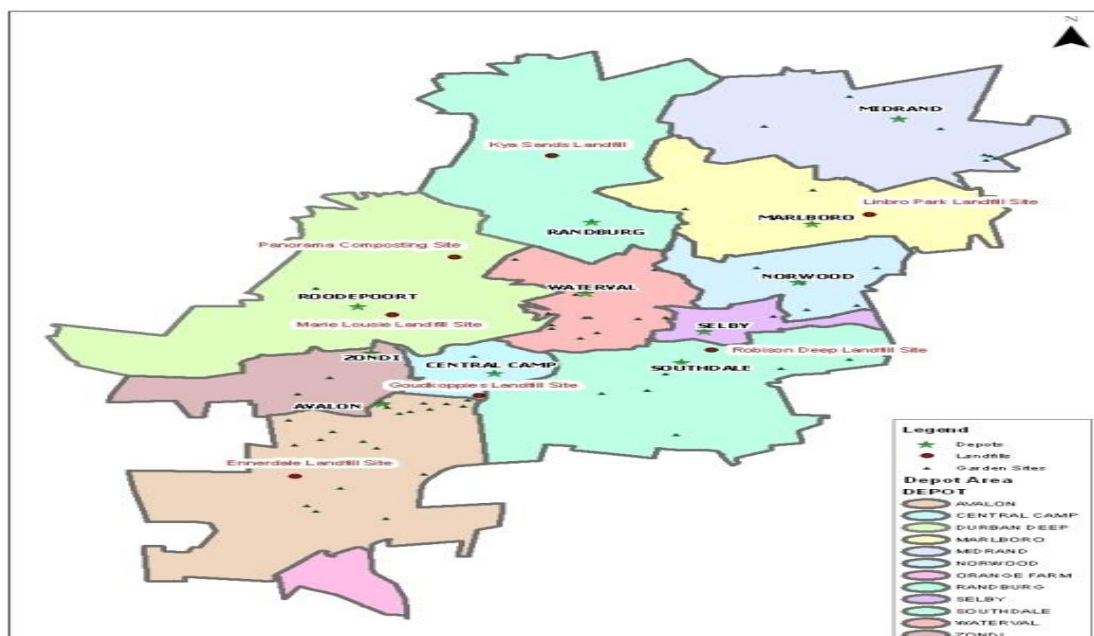 Z
MIDRAND
Kya Sands Landfill
Linbro Park Landfill Site
MARLBORO
RANDBURG
Panorama Composting Site
NORWOOD
WATERVAL
ROODEPOORT
Marie Lousie Landfill Site
SELBY
ZONDI
Robison Deep Landfill Site
CENTRAL CAMP
SOUTHDALE
Goudkoppies Landfill Site
AVALON
Ennerdale Landfill Site
Legend
Depots
Landfills
Garden Sites
Depot Area
DEPOT
AVALON
CENTRAL CAMP
DURBAN DEEP
MARLBORO
MIDRAND
NORWOOD
ORANGE FARM
RANDBURG
SELBY
SOUTHDALE
WATERVAL
ZONDI